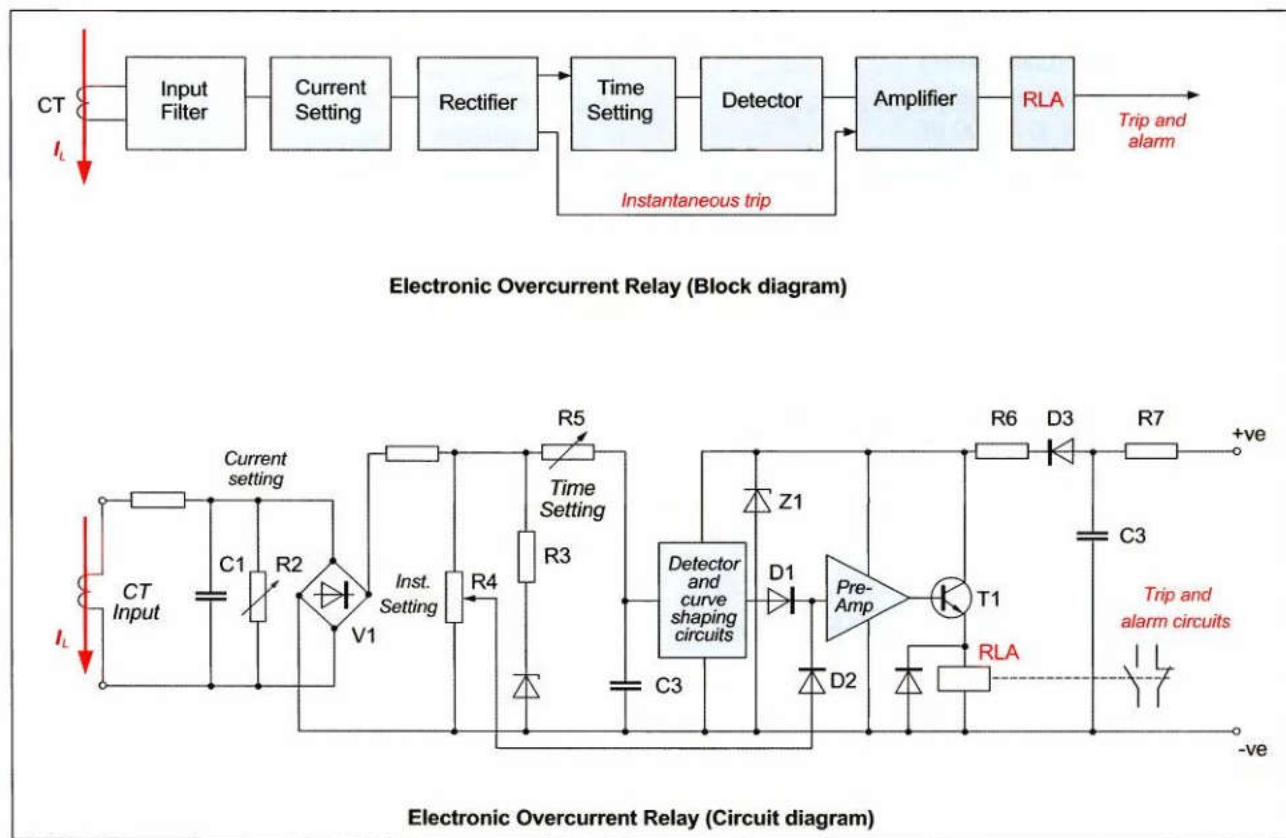 CT
I_L
Input
Filter
Current
Setting
Rectifier
Time
Setting
Detector
Amplifier
RLA
Trip and
alarm
Instantaneous trip
Electronic Overcurrent Relay (Block diagram)
Current
setting
CT
Input
I_L
C1
R2
V1
Inst.
Setting
R4
R3
R5
Time
Setting
C3
Detector
and
curve
shaping
circuits
Z1
D1
D2
Pre-
Amp
T1
RLA
R6
D3
R7
+ve
C3
Trip and
alarm circuits
-ve
Electronic Overcurrent Relay (Circuit diagram)